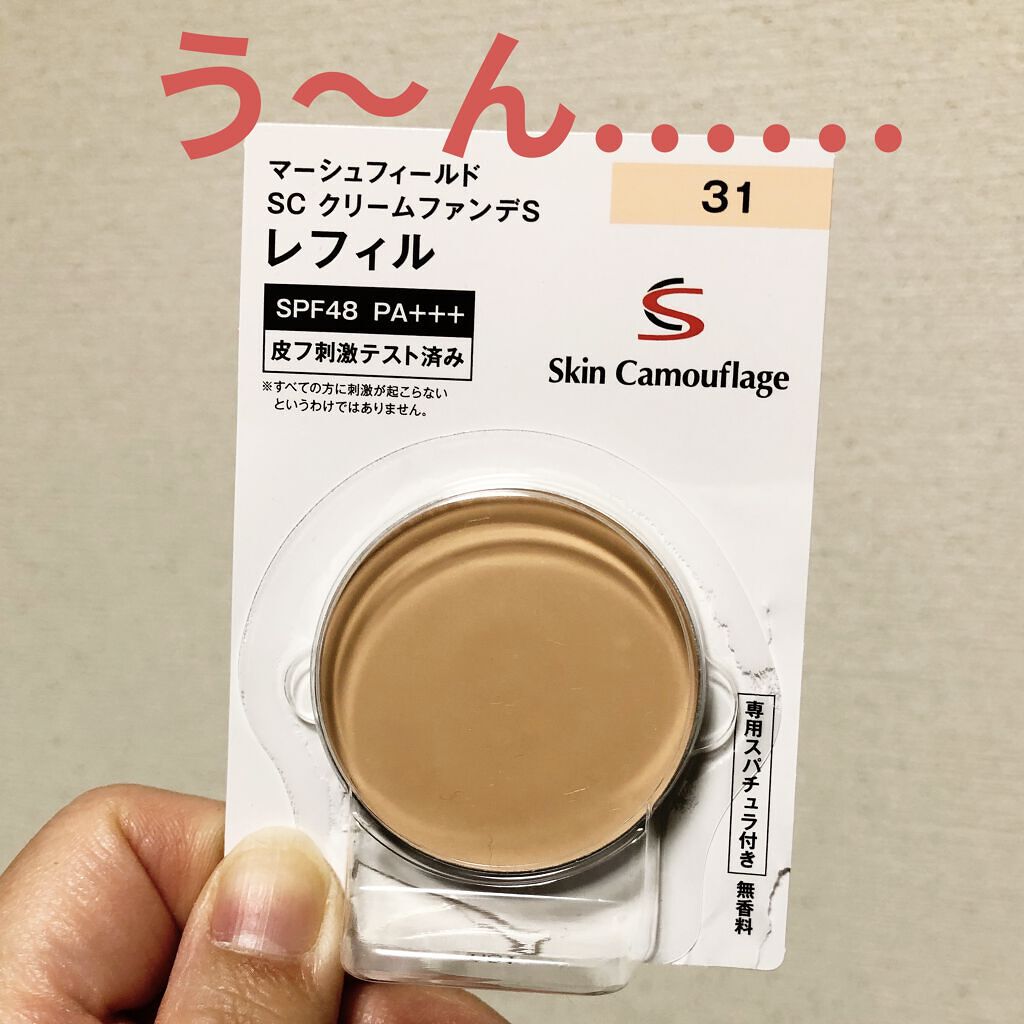 う〜ん......
マーシュフィールド
SC クリームファンデS
レフィル
31
SPF48 PA+++
皮フ刺激テスト済み
※すべての方に刺激が起こらない
というわけではありません。
S
Skin Camouflage
専用スパチュラ付き
無香料